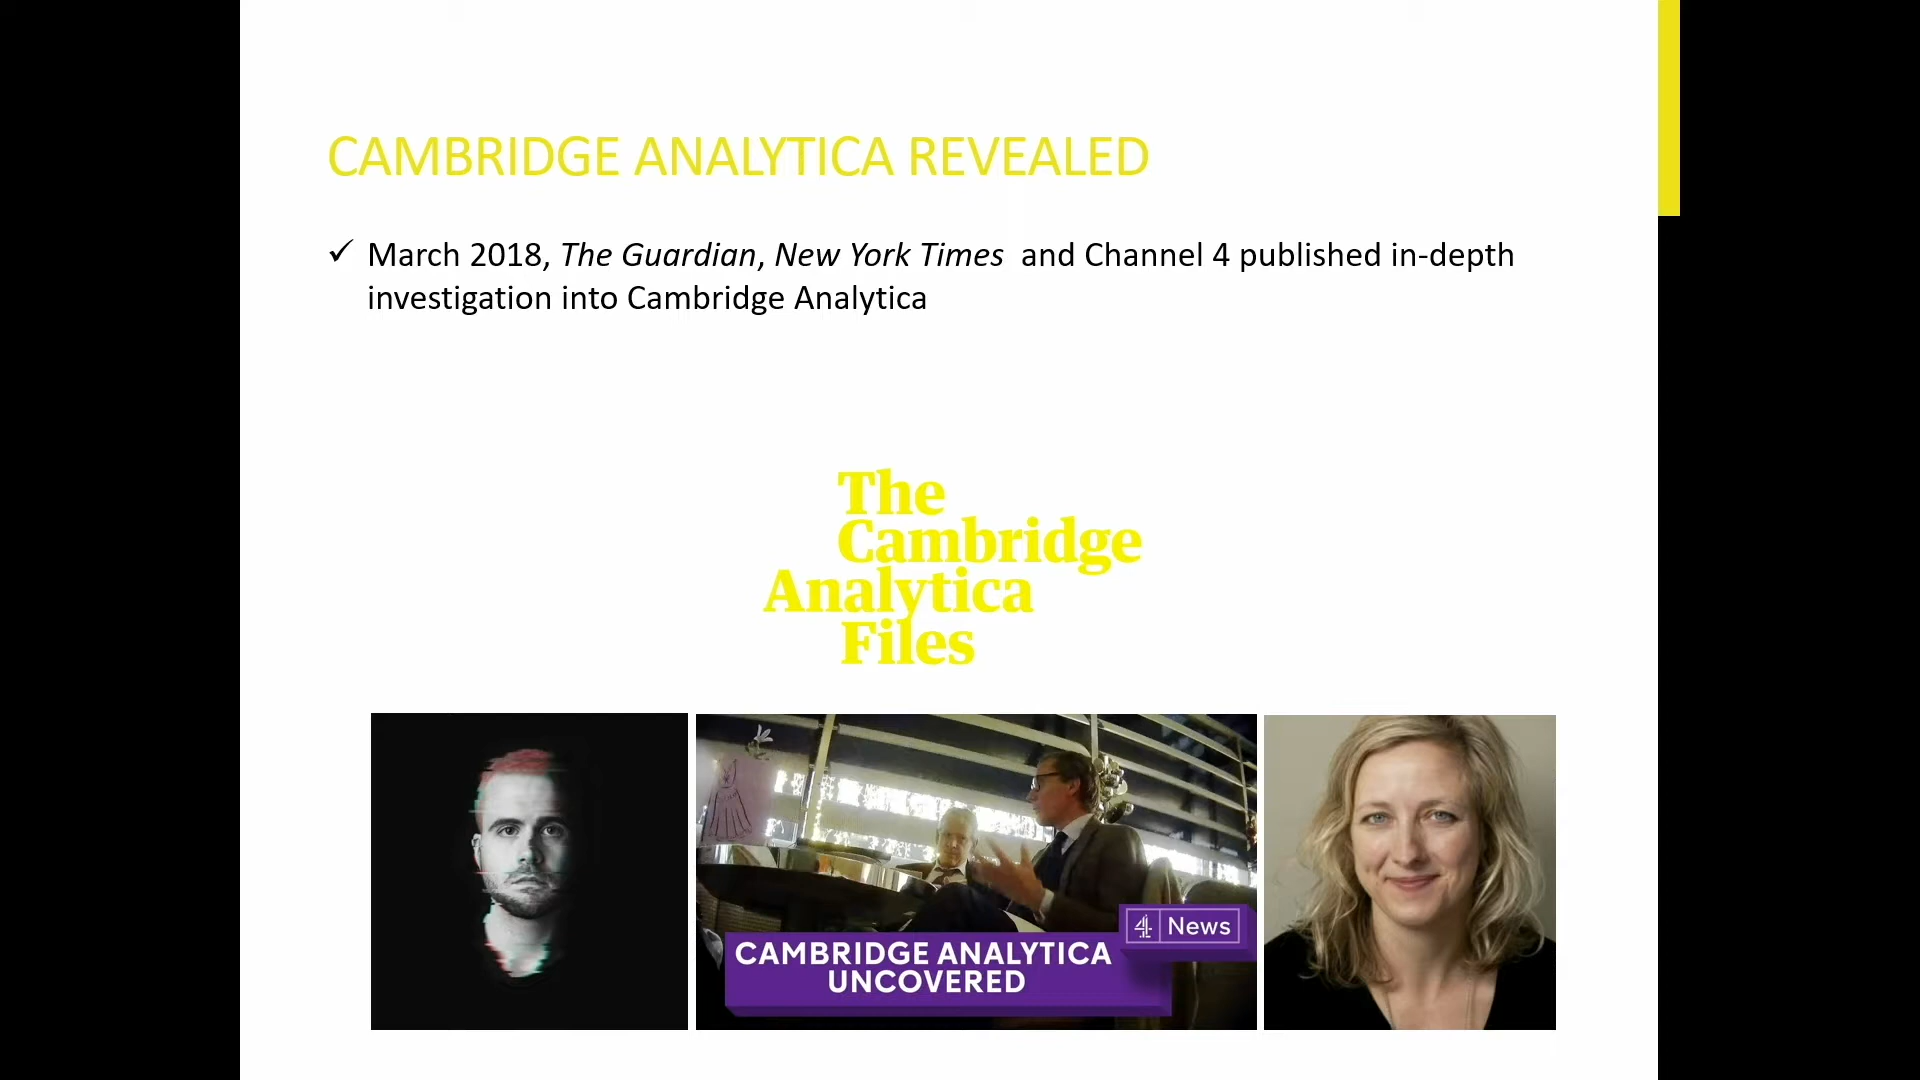 CAMBRIDGE ANALYTICA REVEALED
✓ March 2018, The Guardian, New York Times and Channel 4 published in-depth
investigation into Cambridge Analytica
The
Cambridge
Analytica
Files
4 News
CAMBRIDGE ANALYTICA
UNCOVERED